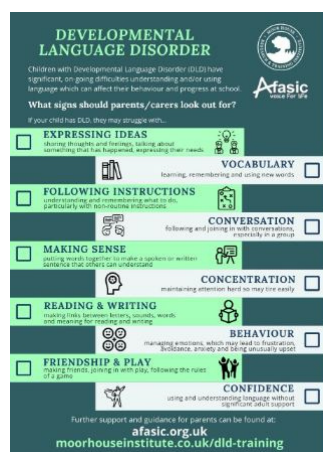 DEVELOPMENTAL
LANGUAGE DISORDER
Children with Developmental Language Disorder (DLD) have
significant, on-going difficulties understanding and/or using
language which can affect their behaviour and progress at school.
What signs should parents/carers look out for?
If your child has DLD, they may struggle with...
MOOR HOUSE
Afasic
VOICE FOR LIFE
EXPRESSING IDEAS
sharing thoughts and feelings, talking about
something that has happened, expressing their needs
VOCABULARY
learning, remembering and using new words
FOLLOWING INSTRUCTIONS
understanding and remembering what to do,
particularly with non-routine instructions
CONVERSATION
following and joining in with conversations,
especially in a group
MAKING SENSE
putting words together to make a spoken or written
sentence that others can understand
CONCENTRATION
maintaining attention hard so may tire easily
READING & WRITING
making links between letters, sounds, words
and meaning for reading and writing
BEHAVIOUR
managing emotions, which may lead to frustration,
avoidance, anxiety and being unusually upset
FRIENDSHIP & PLAY
making friends, joining in with play, following the rules
of a game
CONFIDENCE
using and understanding language without
significant adult support
Further support and guidance for parents can be found at:
afasic.org.uk
moorhouseinstitute.co.uk/dld-training